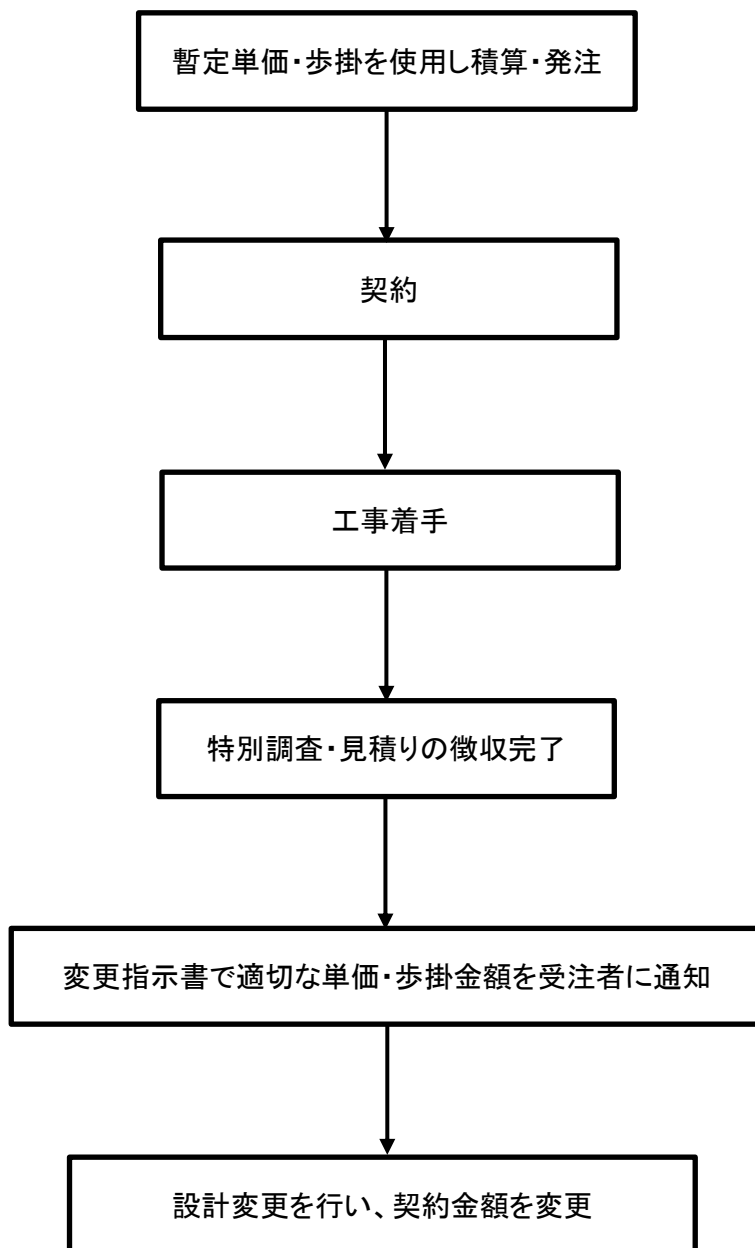 暫定単価・歩掛を使用し積算・発注
契約
工事着手
特別調査・見積りの徴収完了
変更指示書で適切な単価・歩掛金額を受注者に通知
設計変更を行い、契約金額を変更